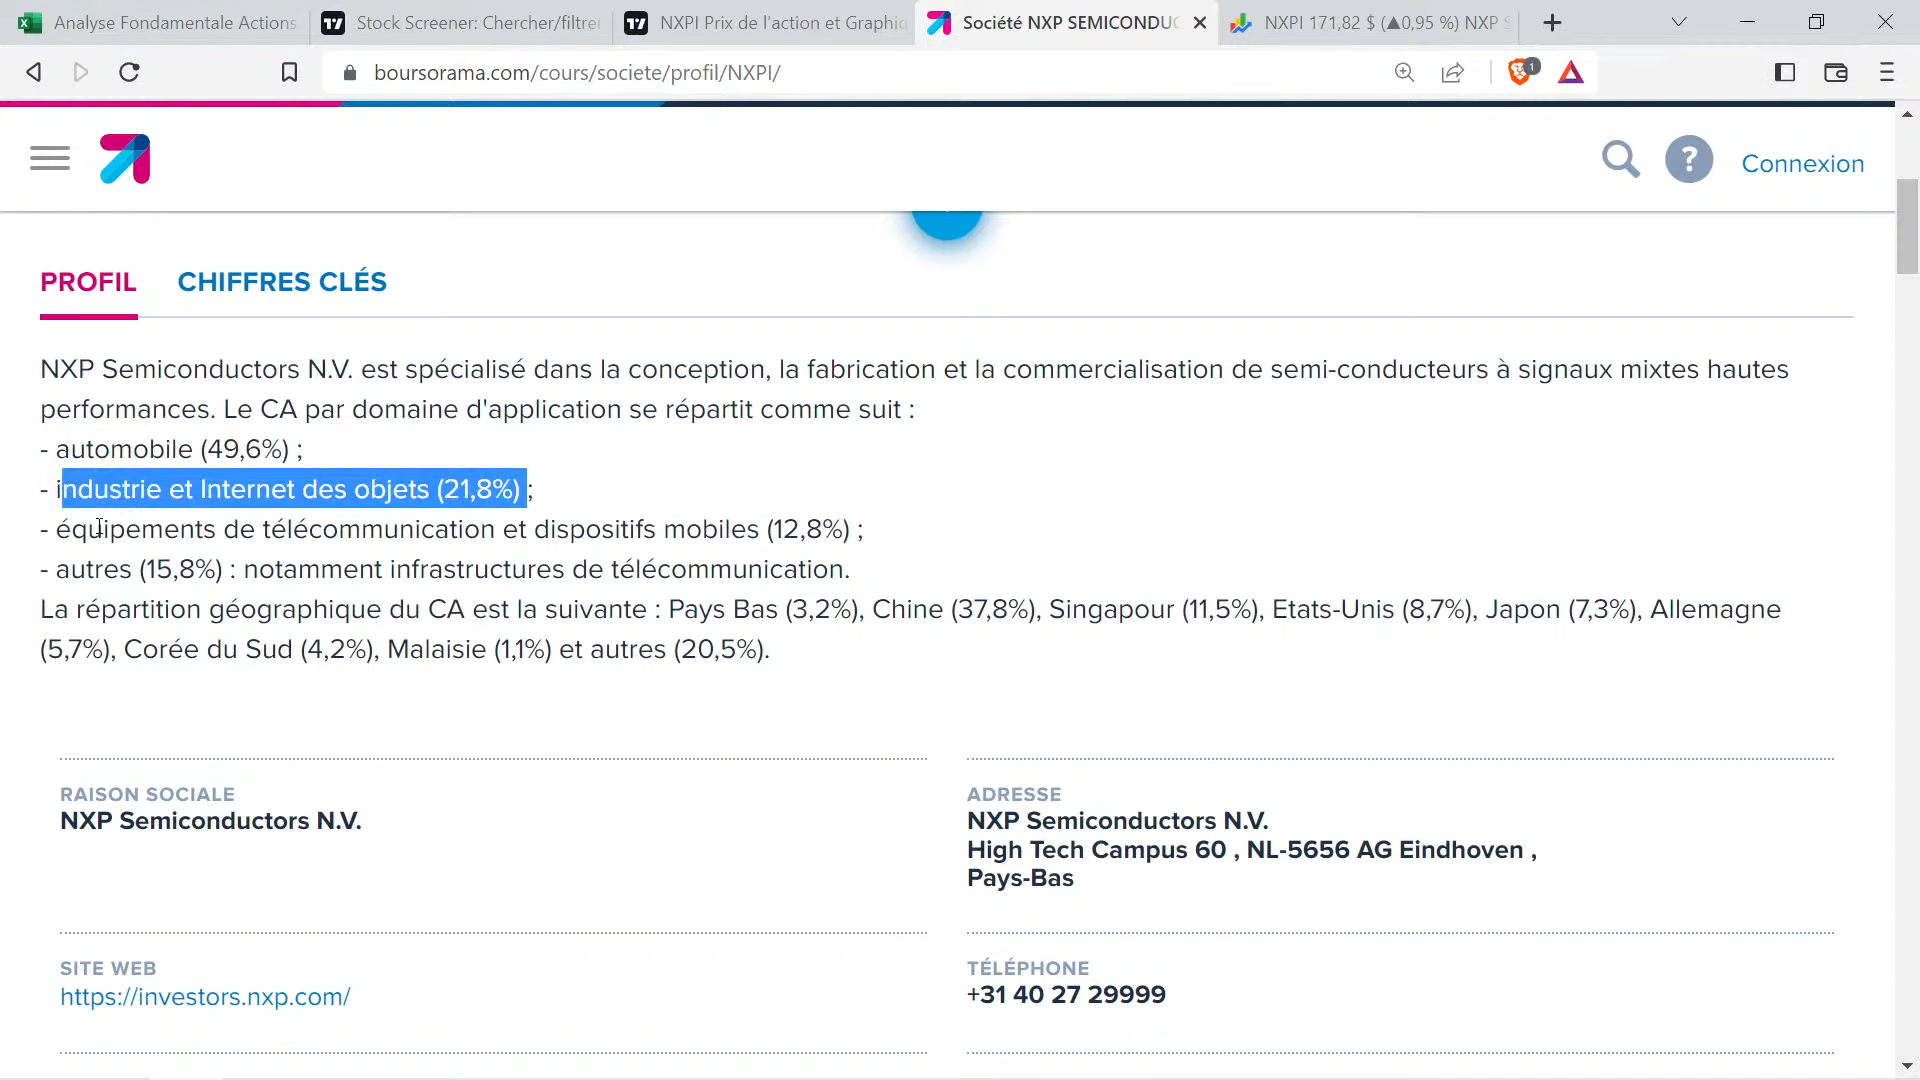 Analyse Fondamentale Actions
Stock Screener: Chercher/filtrer
NXPI Prix de l'action et Graphiq
Société NXP SEMICONDUC
NXPI 171,82 $ (▲0,95 %) NXP S
boursorama.com/cours/societe/profil/NXPI/
1
?
Connexion
PROFIL
CHIFFRES CLÉS
NXP Semiconductors N.V. est spécialisé dans la conception, la fabrication et la commercialisation de semi-conducteurs à signaux mixtes hautes
performances. Le CA par domaine d'application se répartit comme suit :
- automobile (49,6%) ;
- industrie et Internet des objets (21,8%) ;
- équipements de télécommunication et dispositifs mobiles (12,8%) ;
- autres (15,8%) : notamment infrastructures de télécommunication.
La répartition géographique du CA est la suivante : Pays Bas (3,2%), Chine (37,8%), Singapour (11,5%), Etats-Unis (8,7%), Japon (7,3%), Allemagne
(5,7%), Corée du Sud (4,2%), Malaisie (1,1%) et autres (20,5%).
RAISON SOCIALE
NXP Semiconductors N.V.
ADRESSE
NXP Semiconductors N.V.
High Tech Campus 60 , NL-5656 AG Eindhoven ,
Pays-Bas
SITE WEB
https://investors.nxp.com/
TÉLÉPHONE
+31 40 27 29999